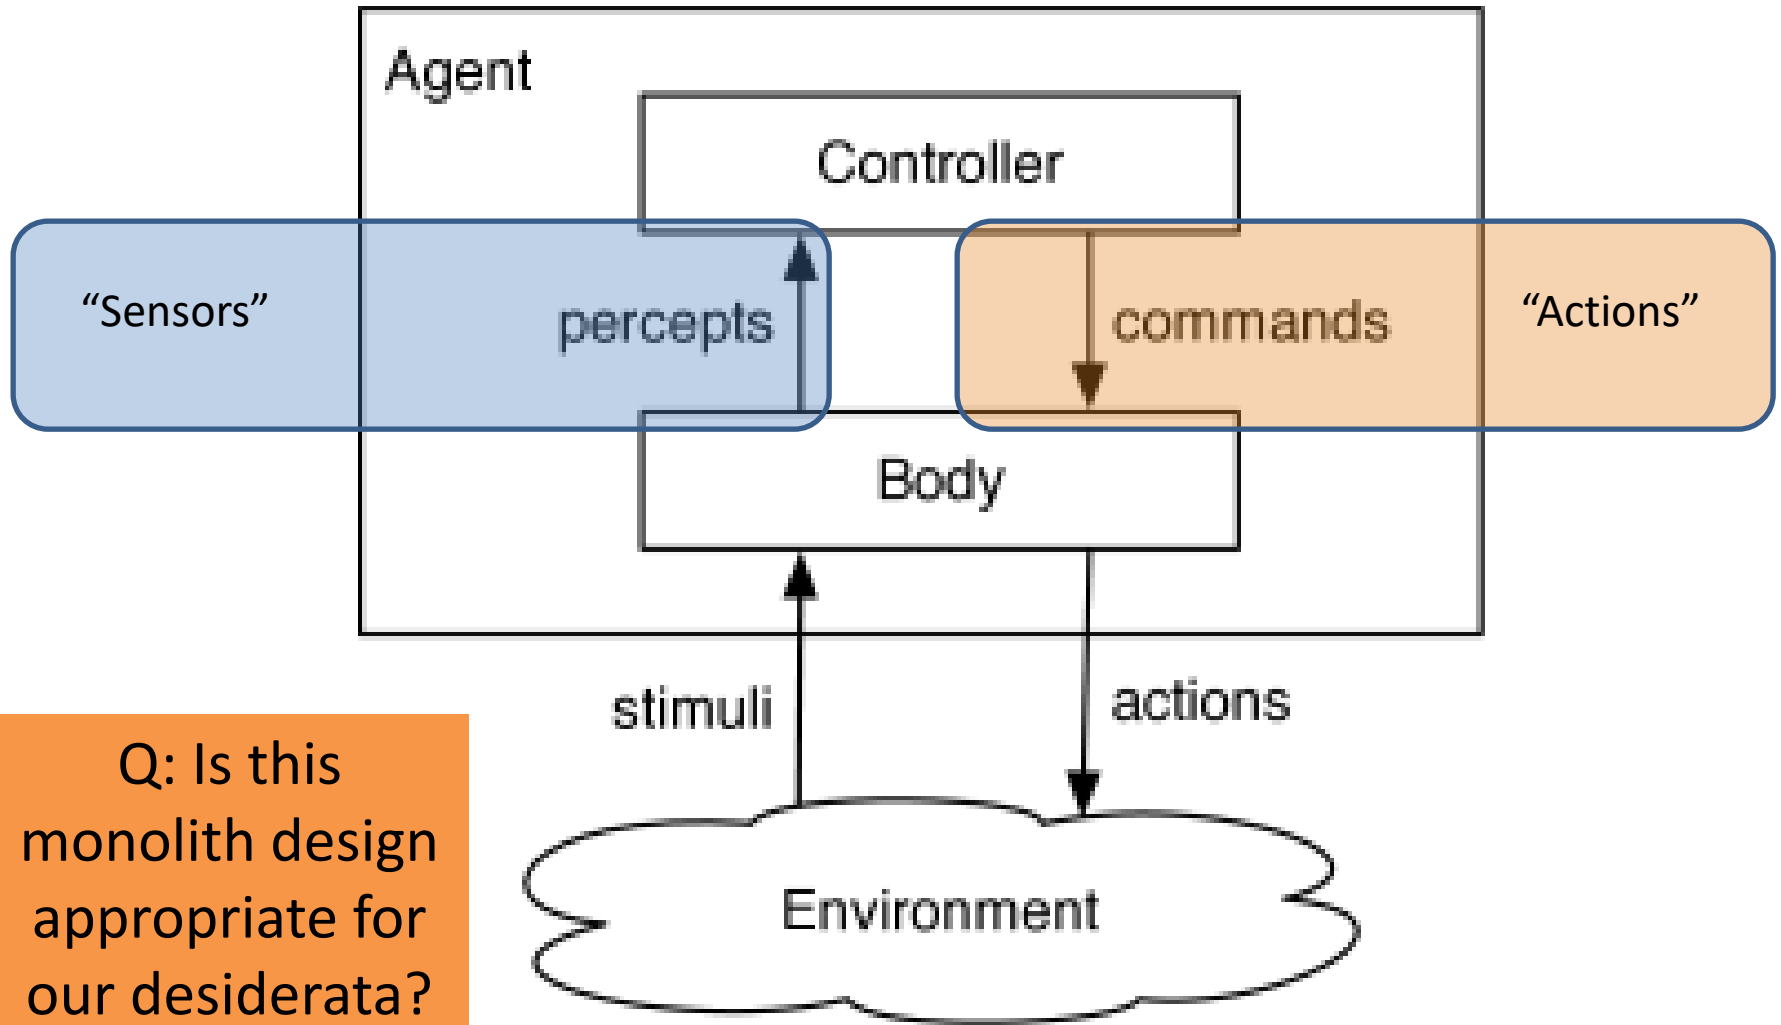 Agent
Controller
“Sensors”
percepts
commands
“Actions”
Body
stimuli
actions
Q: Is this
monolith design
appropriate for
our desiderata?
Environment